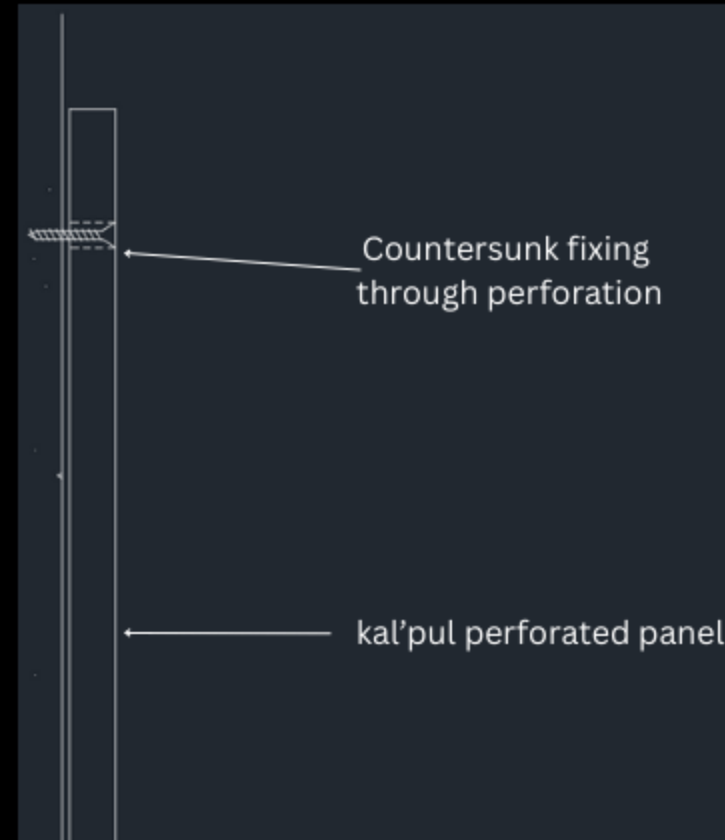 Countersunk fixing
through perforation
kal’pul perforated panel